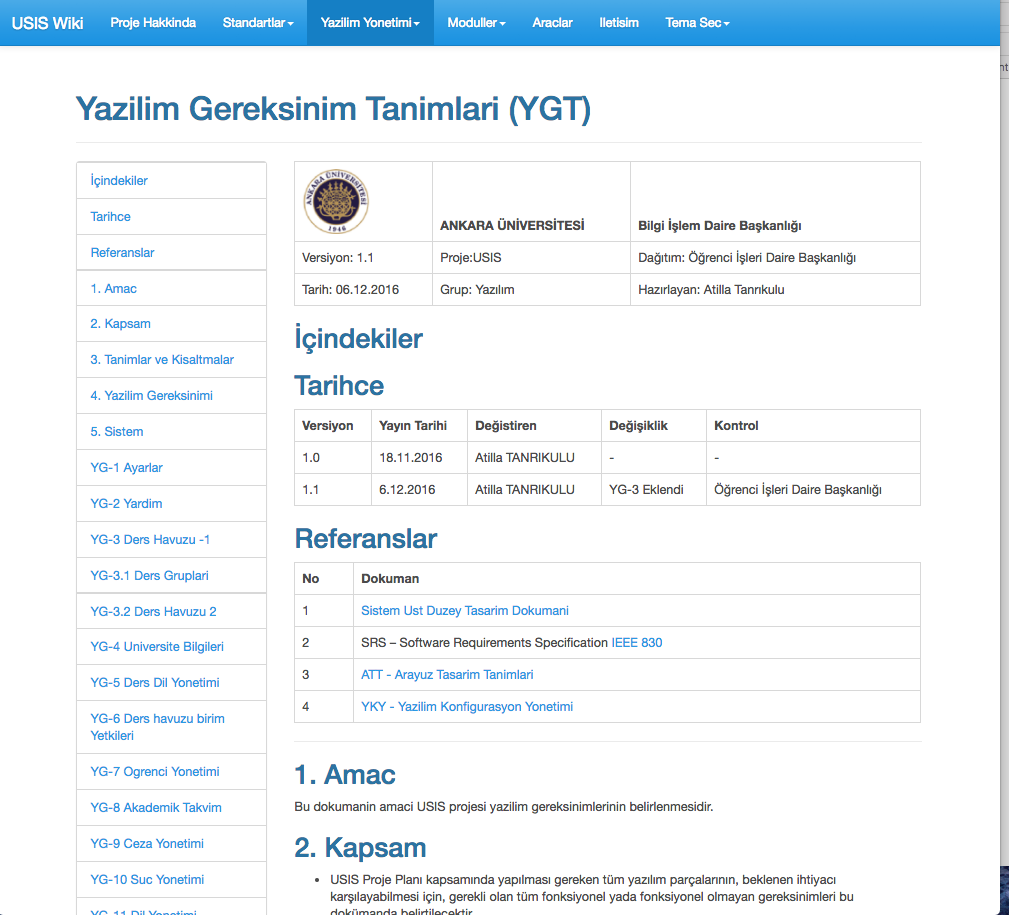 USIS Wiki Proje Hakkinda Standartlar Yazilim Yonetimi Moduller Araclar Iletisim Tema Sec
Yazilim Gereksinim Tanimlari (YGT)
İçindekiler
Tarihce
Referanslar
1. Amac
2. Kapsam
3. Tanimlar ve Kisaltmalar
4. Yazilim Gereksinimi
5. Sistem
YG-1 Ayarlar
YG-2 Yardim
YG-3 Ders Havuzu -1
YG-3.1 Ders Gruplari
YG-3.2 Ders Havuzu 2
YG-4 Universite Bilgileri
YG-5 Ders Dil Yonetimi
YG-6 Ders havuzu birim
Yetkileri
YG-7 Ogrenci Yonetimi
YG-8 Akademik Takvim
YG-9 Ceza Yonetimi
YG-10 Suc Yonetimi
YG-11 Dil Yonetimi
ANKARA ÜNİVERSİTESİ
1946
ANKARA ÜNİVERSİTESİ Bilgi İşlem Daire Başkanlığı
Versiyon: 1.1 Proje:USIS Dağıtım: Öğrenci İşleri Daire Başkanlığı
Tarih: 06.12.2016 Grup: Yazılım Hazırlayan: Atilla Tanrıkulu
İçindekiler
Tarihce
Versiyon Yayın Tarihi Değistiren Değişiklik Kontrol
1.0 18.11.2016 Atilla TANRIKULU - -
1.1 6.12.2016 Atilla TANRIKULU YG-3 Eklendi Öğrenci İşleri Daire Başkanlığı
Referanslar
No Dokuman
1 Sistem Ust Duzey Tasarim Dokumani
2 SRS – Software Requirements Specification IEEE 830
3 ATT - Arayuz Tasarim Tanimlari
4 YKY - Yazilim Konfigurasyon Yonetimi
1. Amac
Bu dokumanin amaci USIS projesi yazilim gereksinimlerinin belirlenmesidir.
2. Kapsam
• USIS Proje Planı kapsamında yapılması gereken tüm yazılım parçalarının, beklenen ihtiyacı
karşılayabilmesi için, gerekli olan tüm fonksiyonel yada fonksiyonel olmayan gereksinimleri bu
dokümanda belirtilecektir.